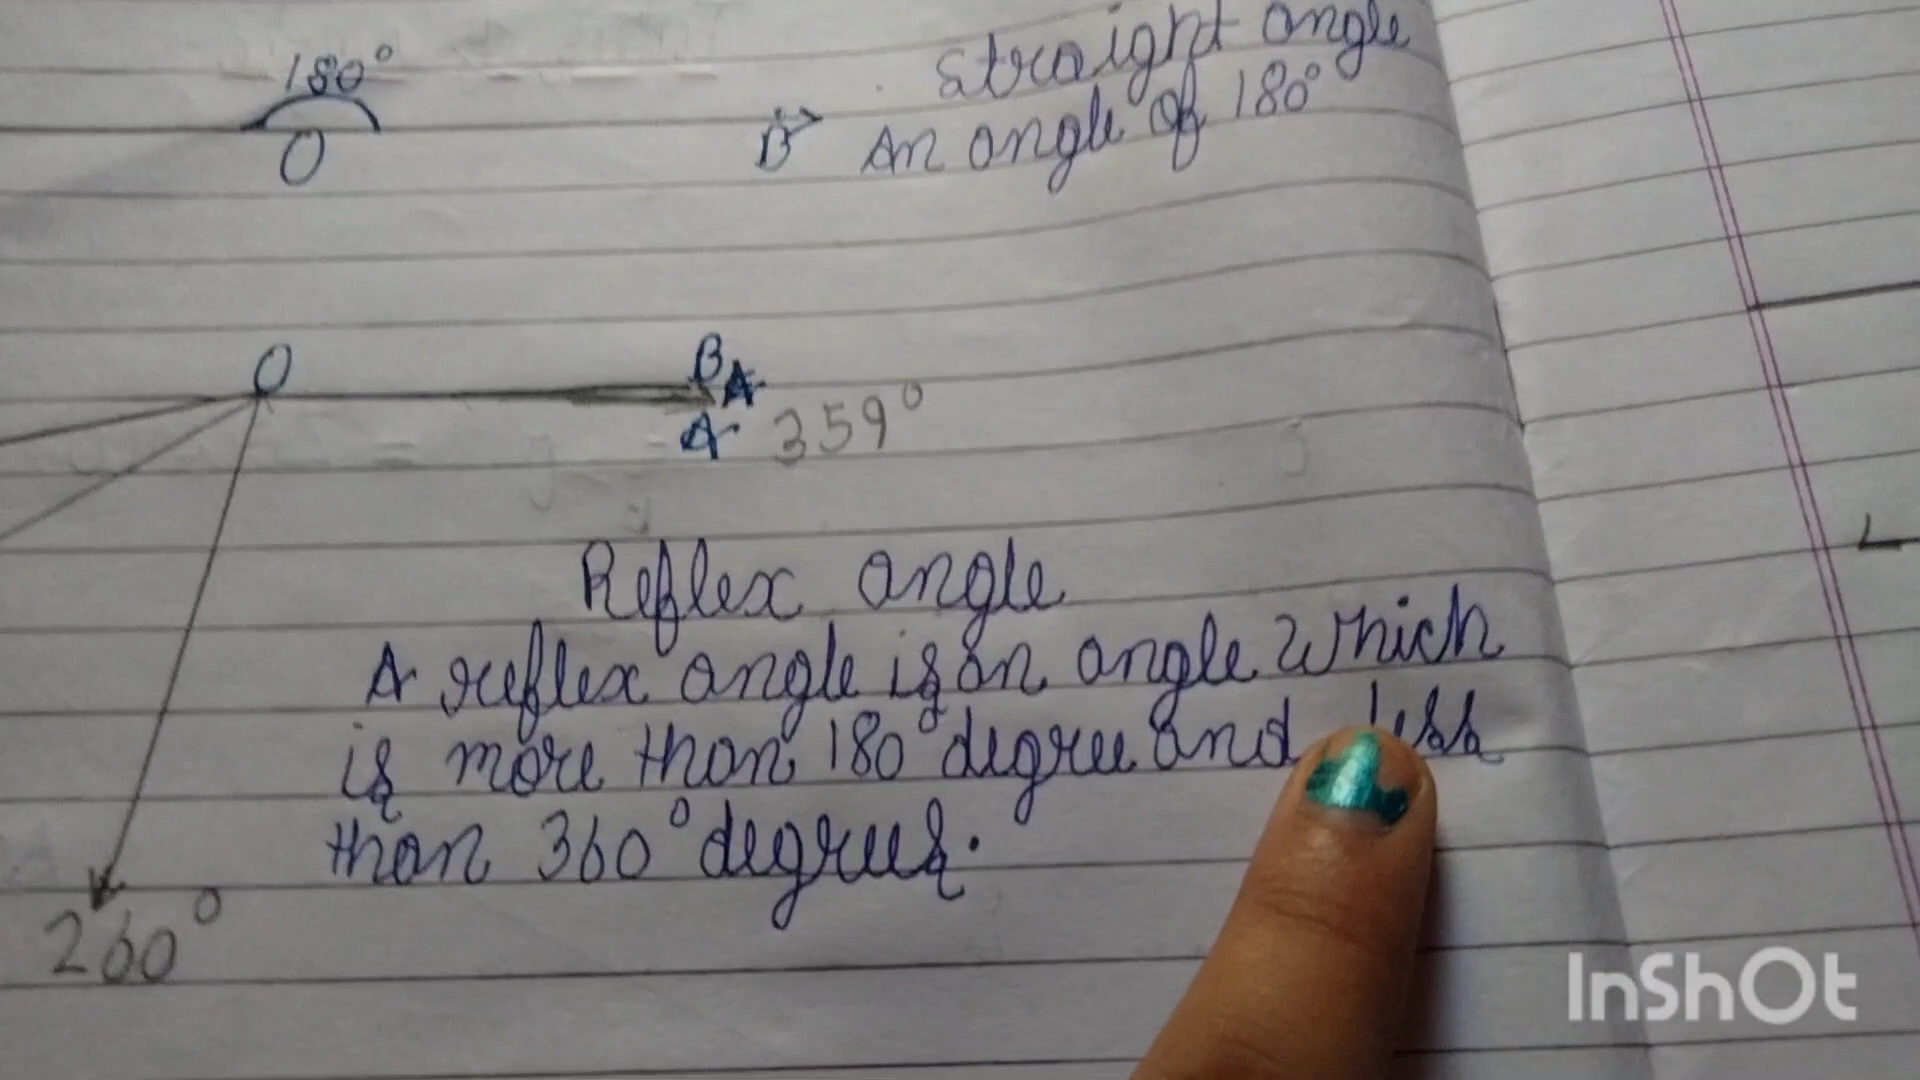 180°
O
straight angle
B An angle of 180°
O
B
A
A 359°
Reflex angle
A reflex angle is an angle which
is more than 180° degree and less
than 360° degrees.
260°
InShOt